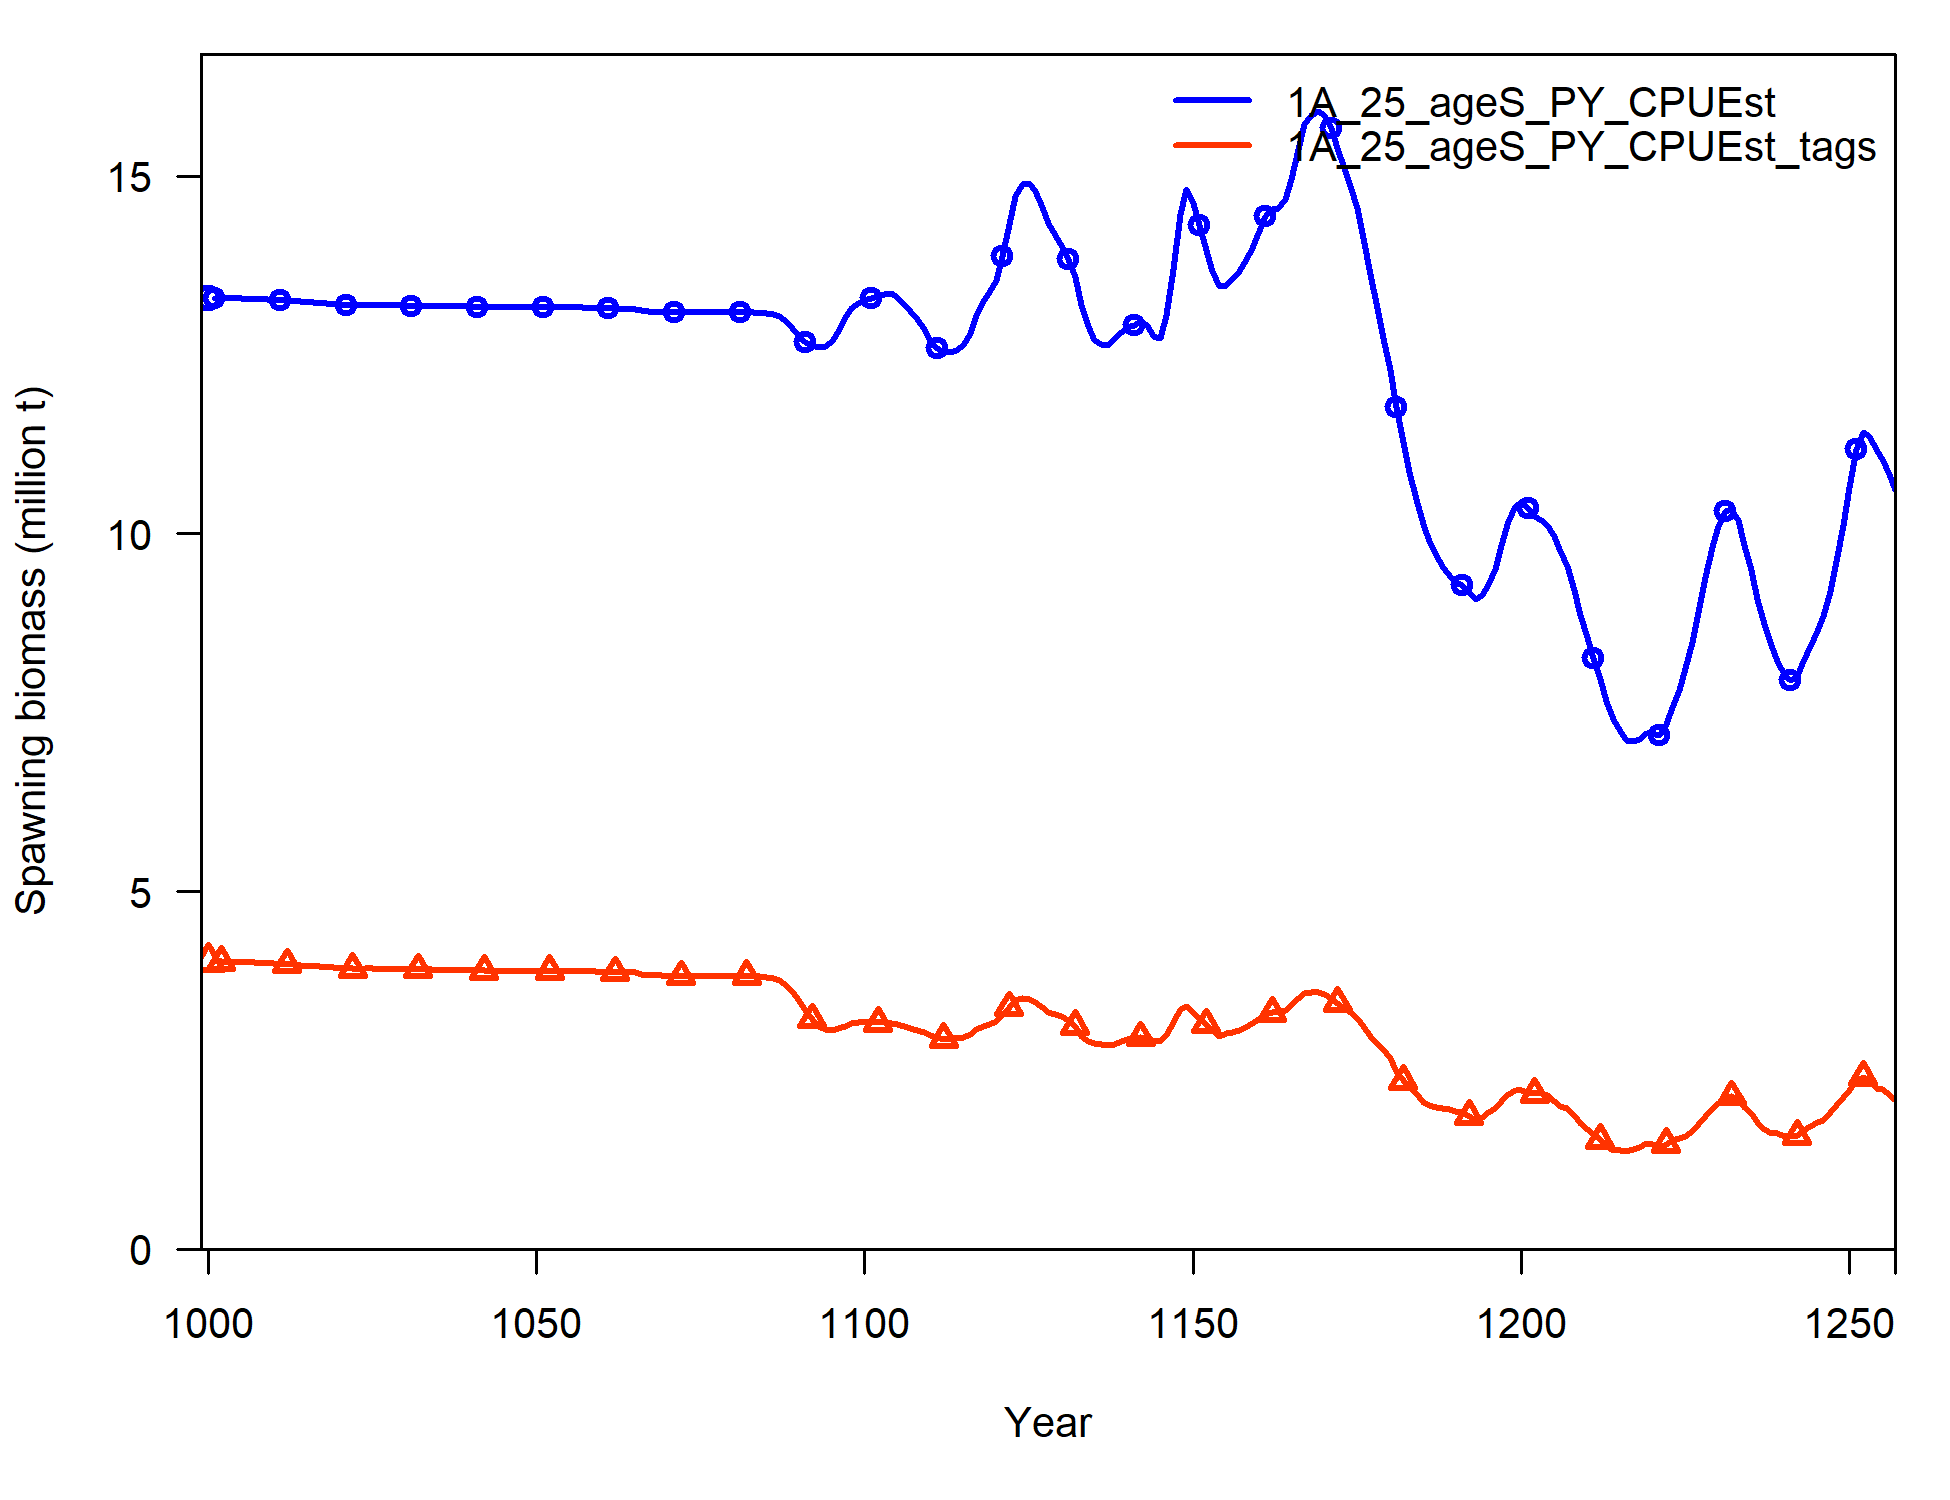 1A_25_ageS_PY_CPUEst
1A_25_ageS_PY_CPUEst_tags
Spawning biomass (million t)
15
10
5
0
1000 1050 1100 1150 1200 1250
Year